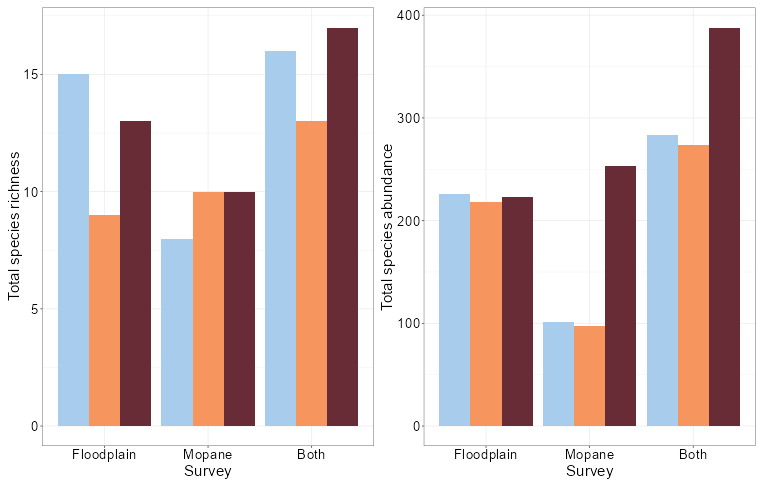 Total species richness
15
10
5
0
Floodplain Mopane Both
Survey
Total species abundance
400
300
200
100
0
Floodplain Mopane Both
Survey